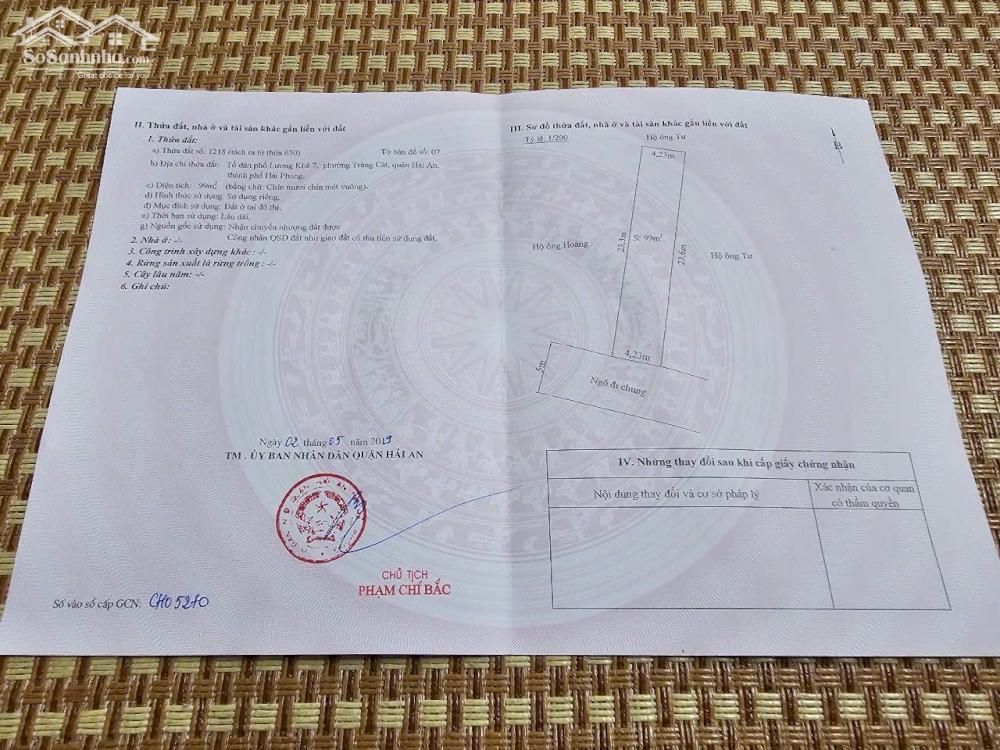 SoSanhnha.com
Great choice for you
II. Thửa đất, nhà ở và tài sản khác gắn liền với đất
1. Thửa đất:
a) Thửa đất số: 1218 (tách ra từ thửa 650) Tờ bản đồ số: 07
b) Địa chỉ thửa đất: Tổ dân phố Lương Khê 7, phường Tràng Cát, quận Hải An,
thành phố Hải Phòng.
c) Diện tích: 99m² (bằng chữ: Chín mươi chín mét vuông).
d) Hình thức sử dụng: Sử dụng riêng,
đ) Mục đích sử dụng: Đất ở tại đô thị,
e) Thời hạn sử dụng: Lâu dài,
g) Nguồn gốc sử dụng: Nhận chuyển nhượng đất được
Công nhận QSD đất như giao đất có thu tiền sử dụng đất,
2. Nhà ở: -/-
3. Công trình xây dựng khác: -/-
4. Rừng sản xuất là rừng trồng: -/-
5. Cây lâu năm: -/-
6. Ghi chú:
Ngày 02 tháng 05 năm 2019
TM . ỦY BAN NHÂN DÂN QUẬN HẢI AN
CHỦ TỊCH
PHẠM CHÍ BẮC
Số vào sổ cấp GCN: CH05210
III. Sơ đồ thửa đất, nhà ở và tài sản khác gắn liền với đất
Tỷ lệ 1/200
Hộ ông Tư
B
4,23m
23,3m
S: 99m²
23,6m
Hộ ông Hoàng
Hộ ông Tư
4,23m
5m
Ngõ đi chung
IV. Những thay đổi sau khi cấp giấy chứng nhận
Nội dung thay đổi và cơ sở pháp lý
Xác nhận của cơ quan
có thẩm quyền